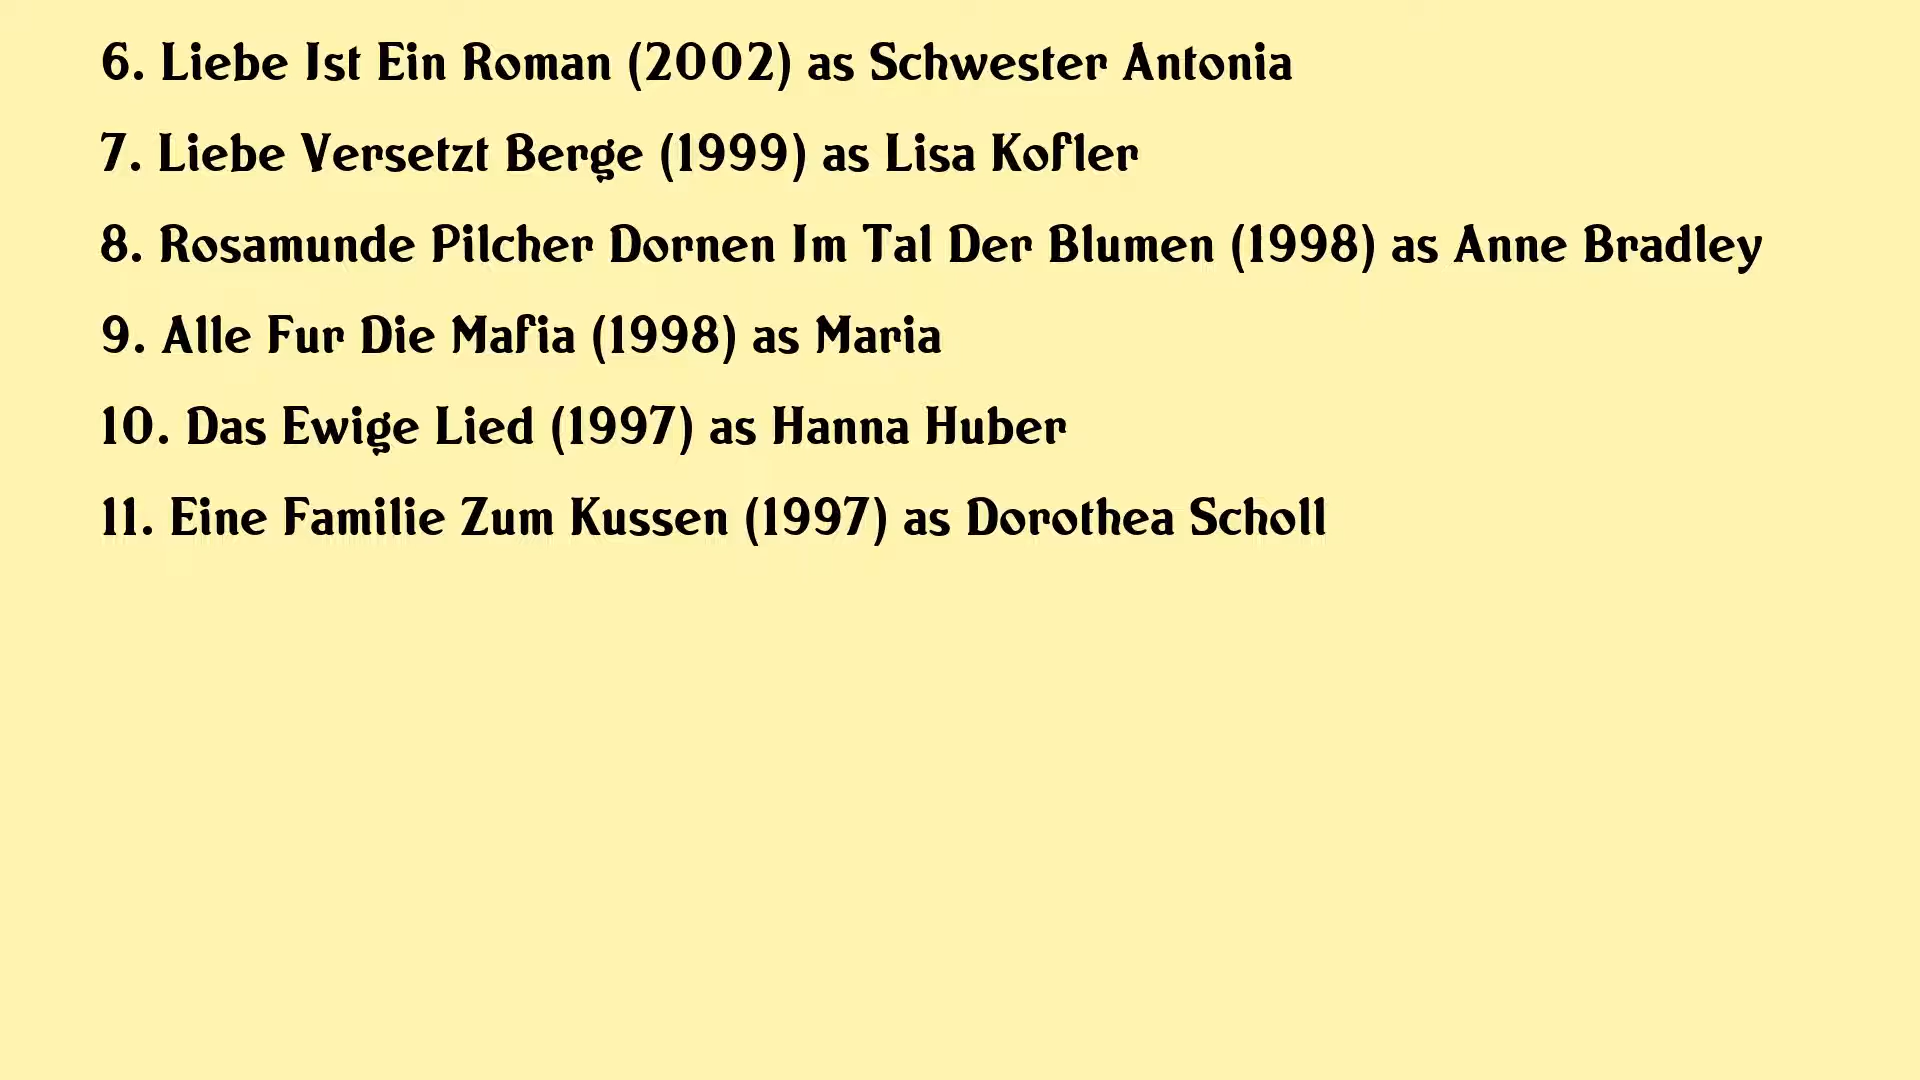 6. Liebe Ist Ein Roman (2002) as Schwester Antonia
7. Liebe Versetzt Berge (1999) as Lisa Kofler
8. Rosamunde Pilcher Dornen Im Tal Der Blumen (1998) as Anne Bradley
9. Alle Fur Die Mafia (1998) as Maria
10. Das Ewige Lied (1997) as Hanna Huber
11. Eine Familie Zum Kussen (1997) as Dorothea Scholl